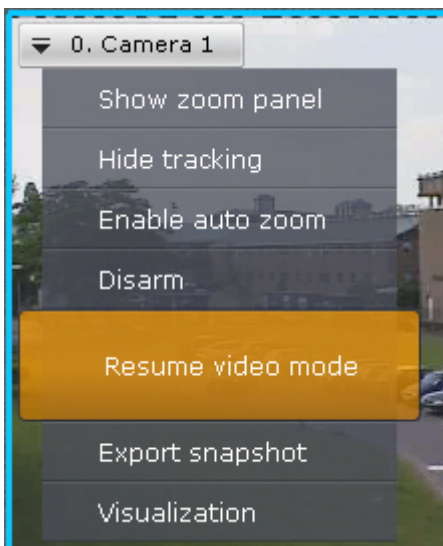 0. Camera 1
Show zoom panel
Hide tracking
Enable auto zoom
Disarm
Resume video mode
Export snapshot
Visualization